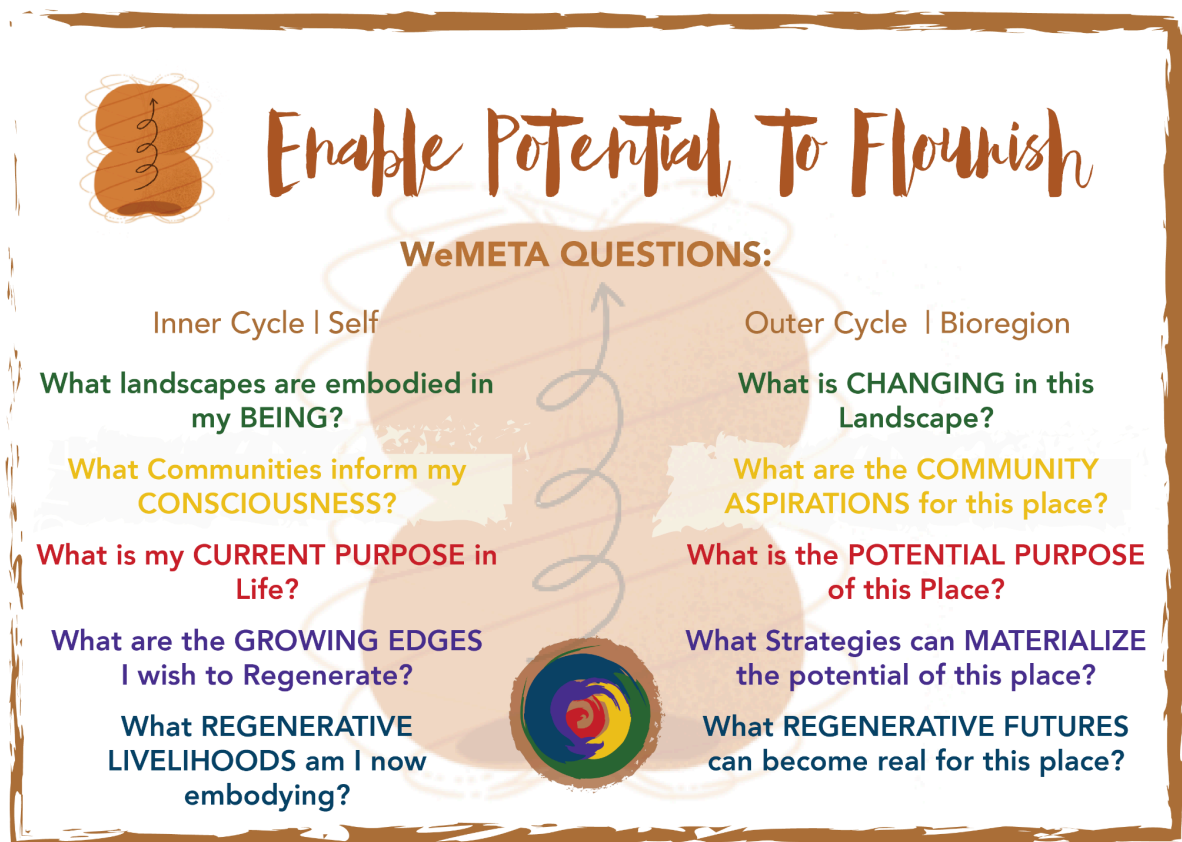 Enable Potential To Flourish
WeMETA QUESTIONS:
Inner Cycle | Self
What landscapes are embodied in
my BEING?
What Communities inform my
CONSCIOUSNESS?
What is my CURRENT PURPOSE in
Life?
What are the GROWING EDGES
I wish to Regenerate?
What REGENERATIVE
LIVELIHOODS am I now
embodying?
Outer Cycle | Bioregion
What is CHANGING in this
Landscape?
What are the COMMUNITY
ASPIRATIONS for this place?
What is the POTENTIAL PURPOSE
of this Place?
What Strategies can MATERIALIZE
the potential of this place?
What REGENERATIVE FUTURES
can become real for this place?